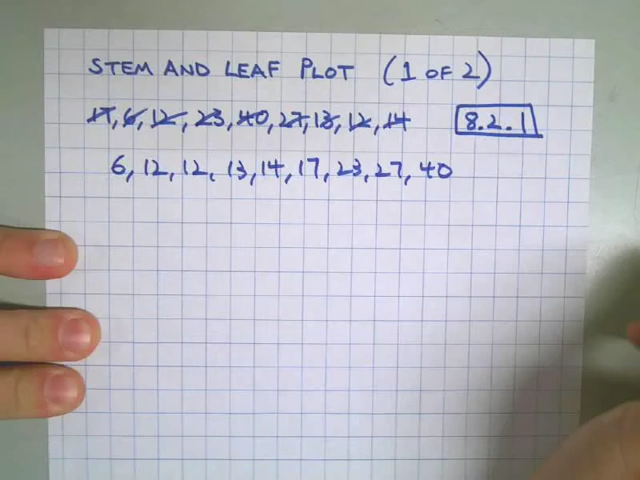 STEM AND LEAF PLOT (1 OF 2)
17, 6, 12, 23, 40, 27, 13, 12, 14 8.2.1
6, 12, 12, 13, 14, 17, 23, 27, 40